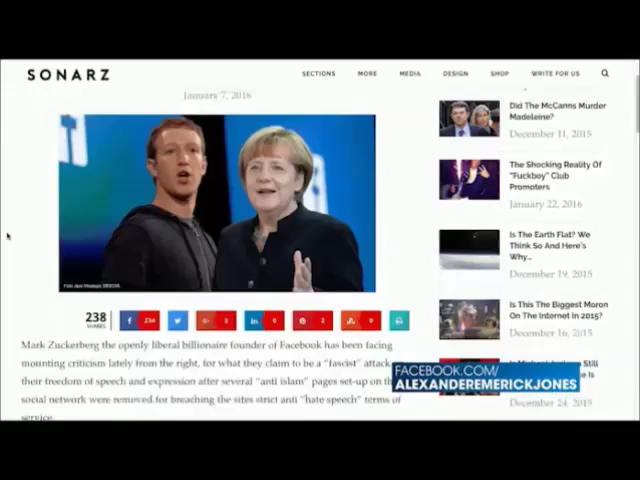 SONARZ
SECTIONS MORE MEDIA DESIGN SHOP WRITE FOR US
January 7, 2016
238
SHARES
234
Mark Zuckerberg the openly liberal billionaire founder of Facebook has been facing
mounting criticism lately from the right, for what they claim to be a "fascist" attack
their freedom of speech and expression after several "anti islam" pages set-up on
social network were removed for breaching the sites strict anti "hate speech" terms of
service.
Did The McCanns Murder
Madeleine?
December 11, 2015
The Shocking Reality Of
"Fuckboy" Club
Promoters
January 22, 2016
Is The Earth Flat? We
Think So And Here's
Why...
December 19, 2015
Is This The Biggest Moron
On The Internet In 2015?
December 16, 2015
Still
Is
December 24, 2015
FACEBOOK.COM/
ALEXANDEREMERICKJONES